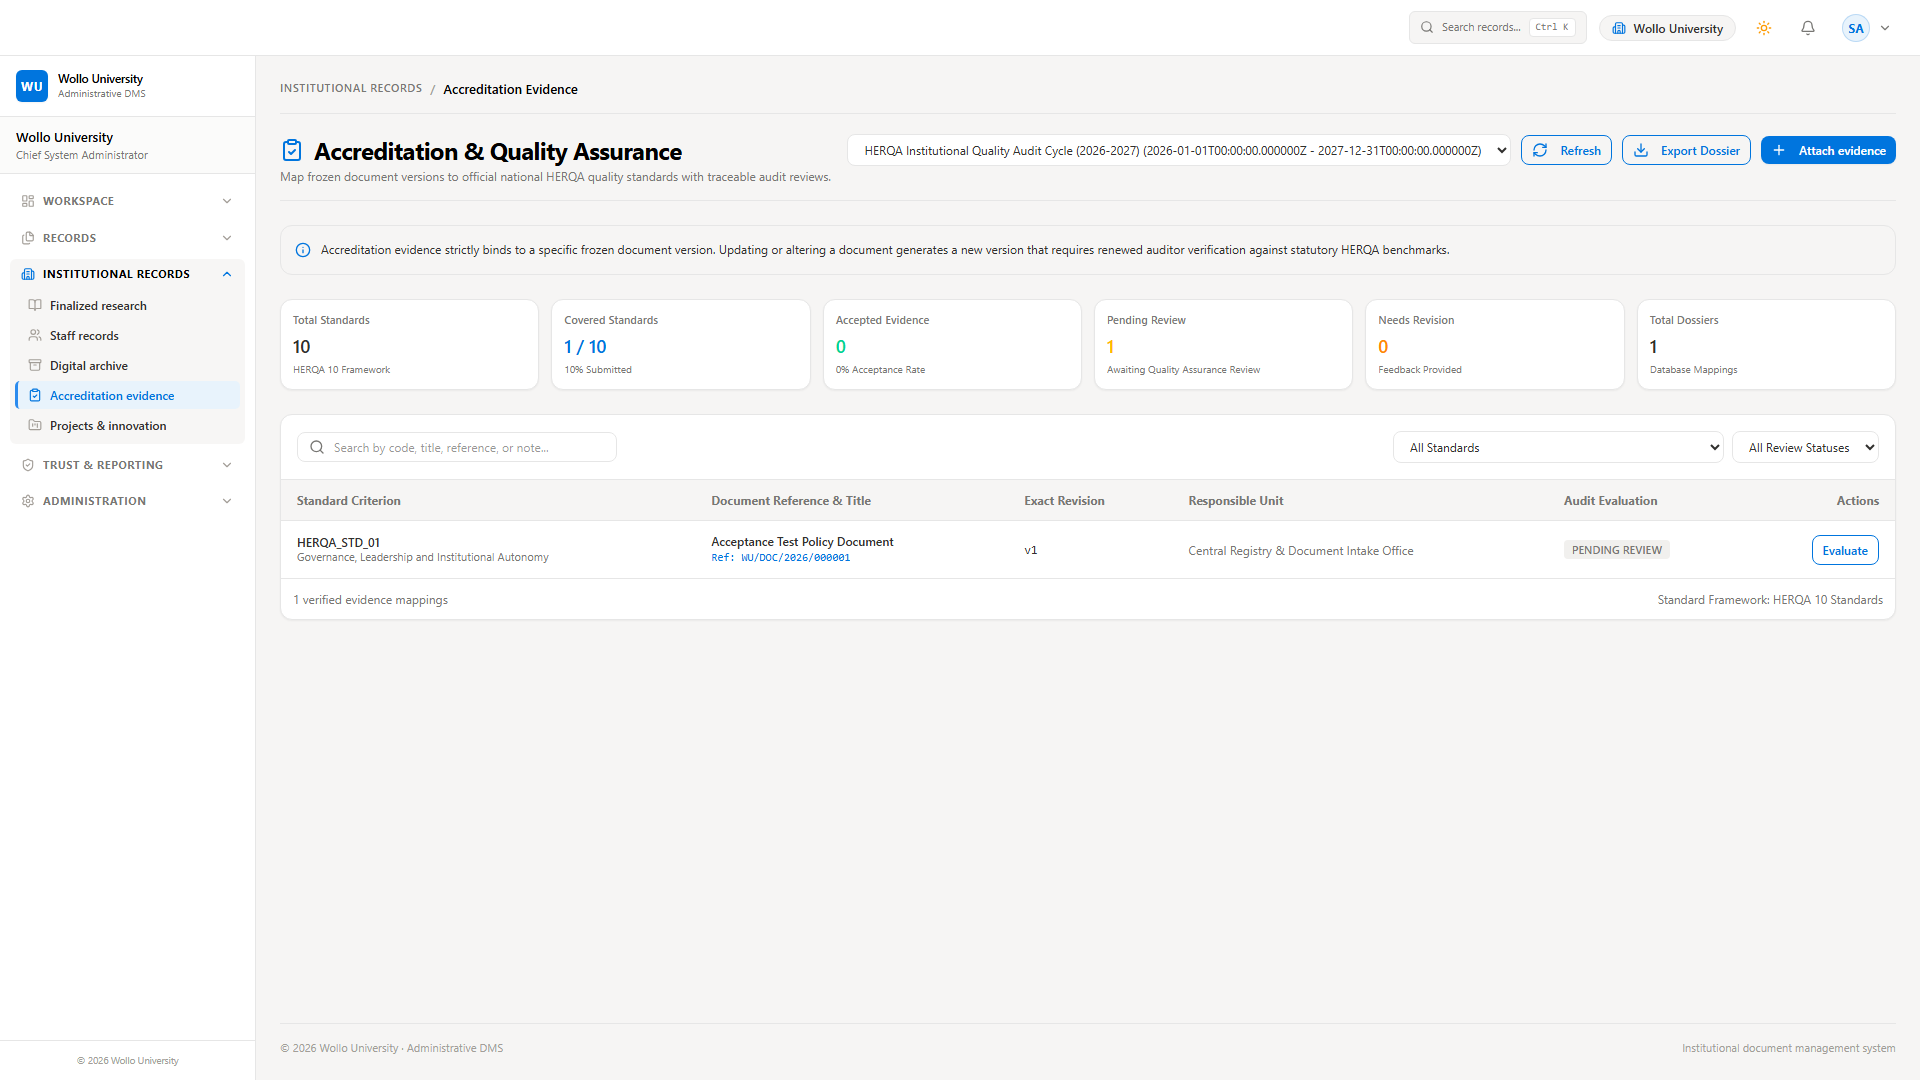 Search records... Ctrl K
Wollo University
SA
WU
Wollo University
Administrative DMS
Wollo University
Chief System Administrator
WORKSPACE
RECORDS
INSTITUTIONAL RECORDS
Finalized research
Staff records
Digital archive
Accreditation evidence
Projects & innovation
TRUST & REPORTING
ADMINISTRATION
© 2026 Wollo University
INSTITUTIONAL RECORDS / Accreditation Evidence
Accreditation & Quality Assurance
Map frozen document versions to official national HERQA quality standards with traceable audit reviews.
HERQA Institutional Quality Audit Cycle (2026-2027) (2026-01-01T00:00:00.000000Z - 2027-12-31T00:00:00.000000Z)
Refresh
Export Dossier
Attach evidence
Accreditation evidence strictly binds to a specific frozen document version. Updating or altering a document generates a new version that requires renewed auditor verification against statutory HERQA benchmarks.
Total Standards
10
HERQA 10 Framework
Covered Standards
1 / 10
10% Submitted
Accepted Evidence
0
0% Acceptance Rate
Pending Review
1
Awaiting Quality Assurance Review
Needs Revision
0
Feedback Provided
Total Dossiers
1
Database Mappings
Search by code, title, reference, or note...
All Standards
All Review Statuses
Standard Criterion Document Reference & Title Exact Revision Responsible Unit Audit Evaluation Actions
HERQA_STD_01
Governance, Leadership and Institutional Autonomy
Acceptance Test Policy Document
Ref: WU/DOC/2026/000001
v1
Central Registry & Document Intake Office
PENDING REVIEW
Evaluate
1 verified evidence mappings
Standard Framework: HERQA 10 Standards
© 2026 Wollo University · Administrative DMS
Institutional document management system